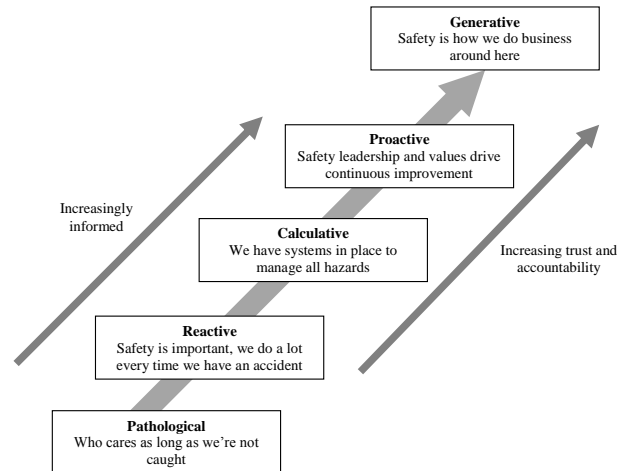 Generative
Safety is how we do business
around here
Proactive
Safety leadership and values drive
continuous improvement
Increasingly
informed
Calculative
We have systems in place to
manage all hazards
Increasing trust and
accountability
Reactive
Safety is important, we do a lot
every time we have an accident
Pathological
Who cares as long as we’re not
caught